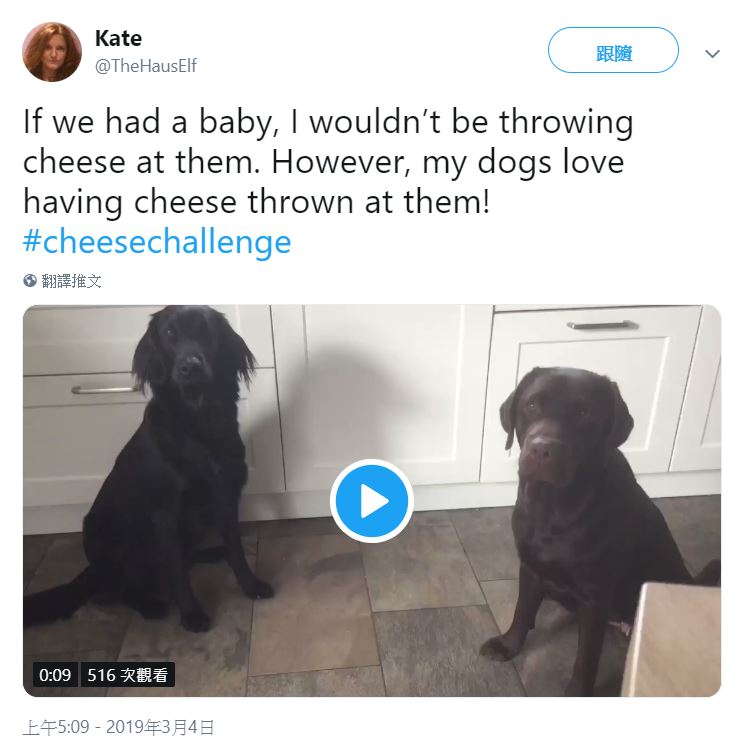 Kate
@TheHausElf
跟隨
If we had a baby, I wouldn’t be throwing
cheese at them. However, my dogs love
having cheese thrown at them!
#cheesechallenge
翻譯推文
0:09 516 次觀看
上午5:09 - 2019年3月4日